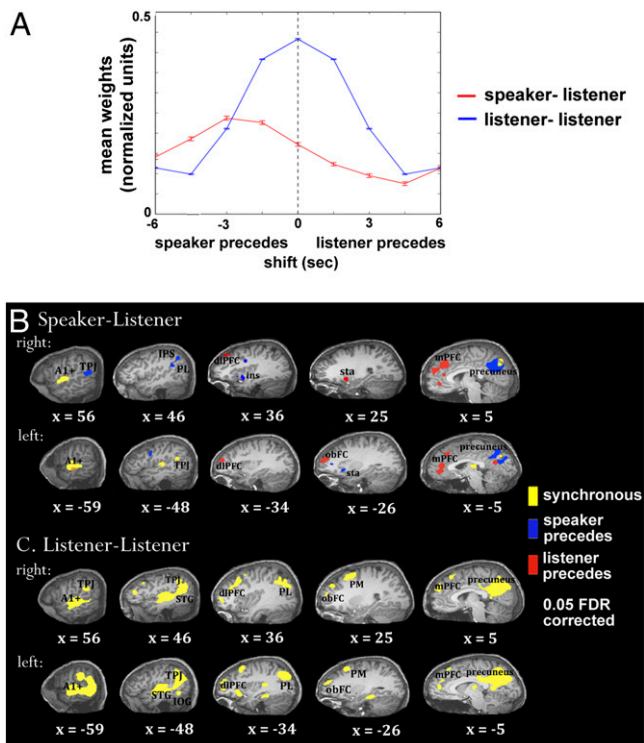 A
0.5
mean weights
(normalized units)
0
-6 -3 0 3 6
speaker precedes listener precedes
shift (sec)
speaker- listener
listener- listener
B Speaker-Listener
right:
A1+ TPJ IPS PL dlPFC ins sta mPFC precuneus
x = 56 x = 46 x = 36 x = 25 x = 5
left:
A1+ TPJ dlPFC obFC sta mPFC precuneus
x = -59 x = -48 x = -34 x = -26 x = -5
synchronous
speaker
precedes
listener
precedes
0.05 FDR
corrected
C. Listener-Listener
right:
A1+ TPJ TPJ STG dlPFC PL obFC PM mPFC precuneus
x = 56 x = 46 x = 36 x = 25 x = 5
left:
A1+ STG TPJ IOG dlPFC PL obFC PM mPFC precuneus
x = -59 x = -48 x = -34 x = -26 x = -5